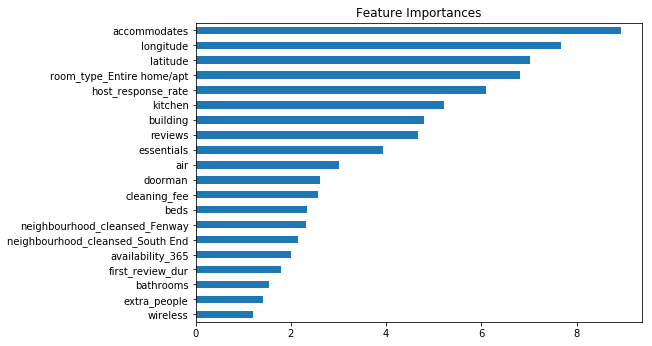 Feature Importances
accommodates
longitude
latitude
room_type_Entire home/apt
host_response_rate
kitchen
building
reviews
essentials
air
doorman
cleaning_fee
beds
neighbourhood_cleansed_Fenway
neighbourhood_cleansed_South End
availability_365
first_review_dur
bathrooms
extra_people
wireless
0 2 4 6 8